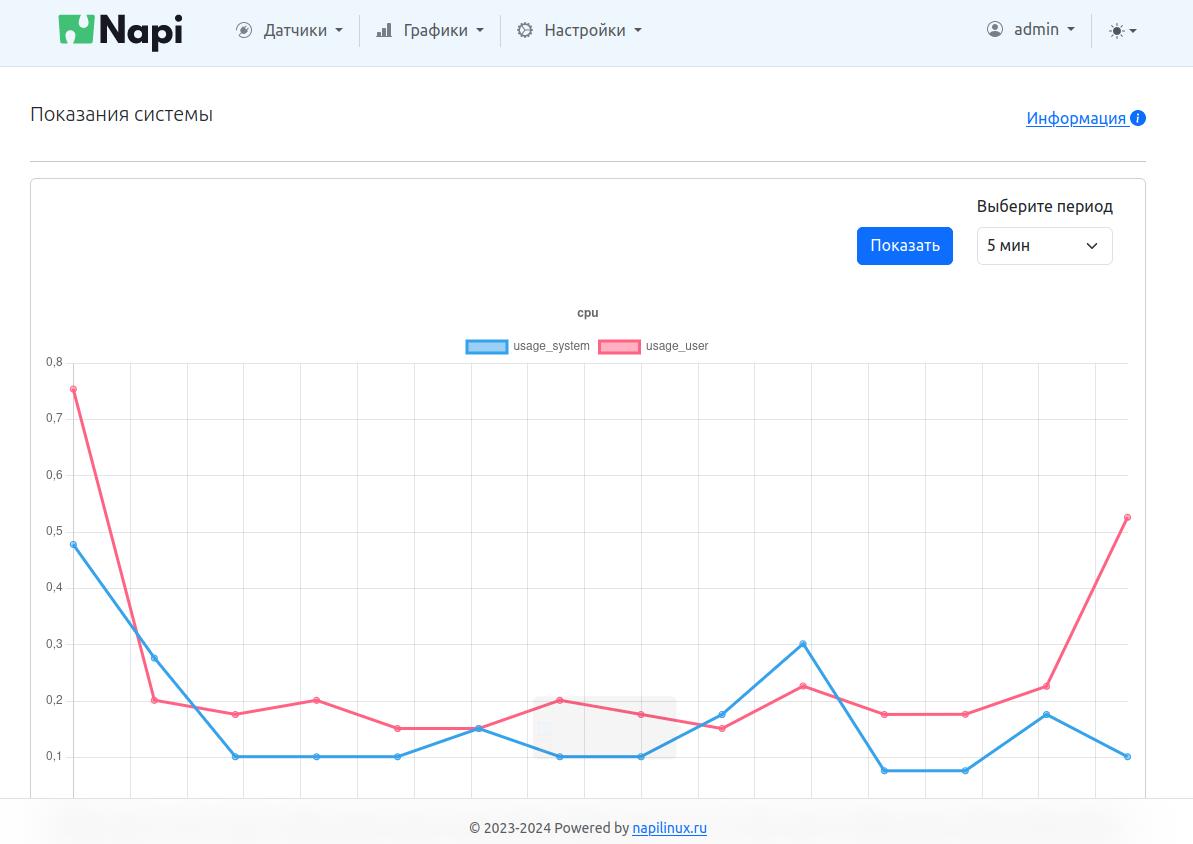 Napi
Датчики
Графики
Настройки
admin
Показания системы
Информация i
Выберите период
Показать
5 мин
cpu
usage_system
usage_user
0,8
0,7
0,6
0,5
0,4
0,3
0,2
0,1
© 2023-2024 Powered by napilinux.ru